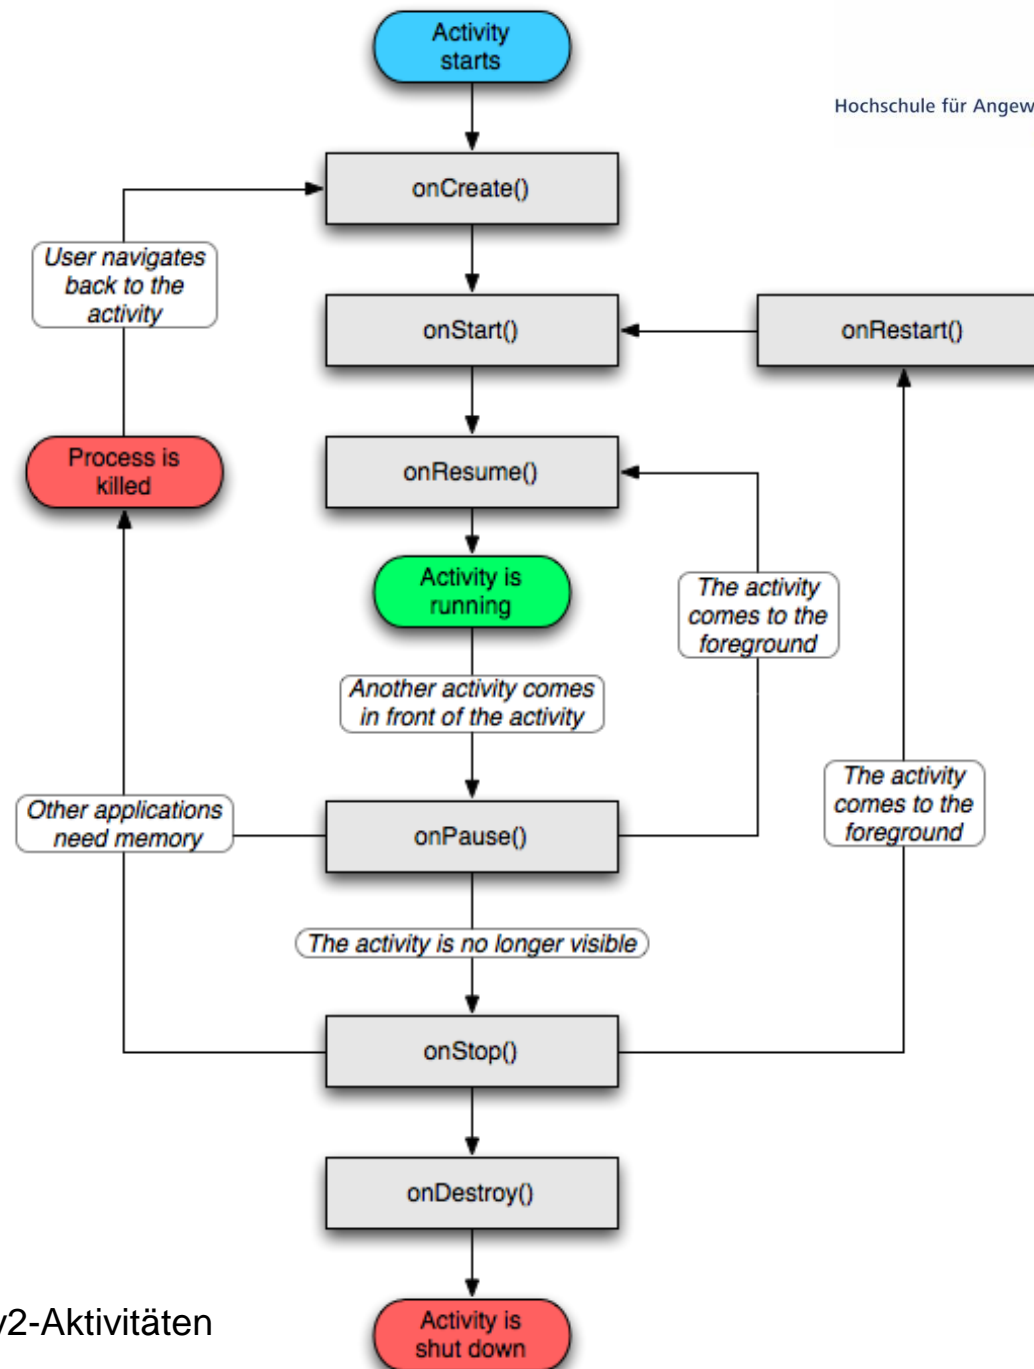 Activity
starts
Hochschule für Angew
onCreate()
User navigates
back to the
activity
onStart()
onRestart()
Process is
killed
onResume()
Activity is
running
The activity
comes to the
foreground
Another activity comes
in front of the activity
The activity
comes to the
foreground
Other applications
need memory
onPause()
The activity is no longer visible
onStop()
onDestroy()
v2-Aktivitäten
Activity is
shut down